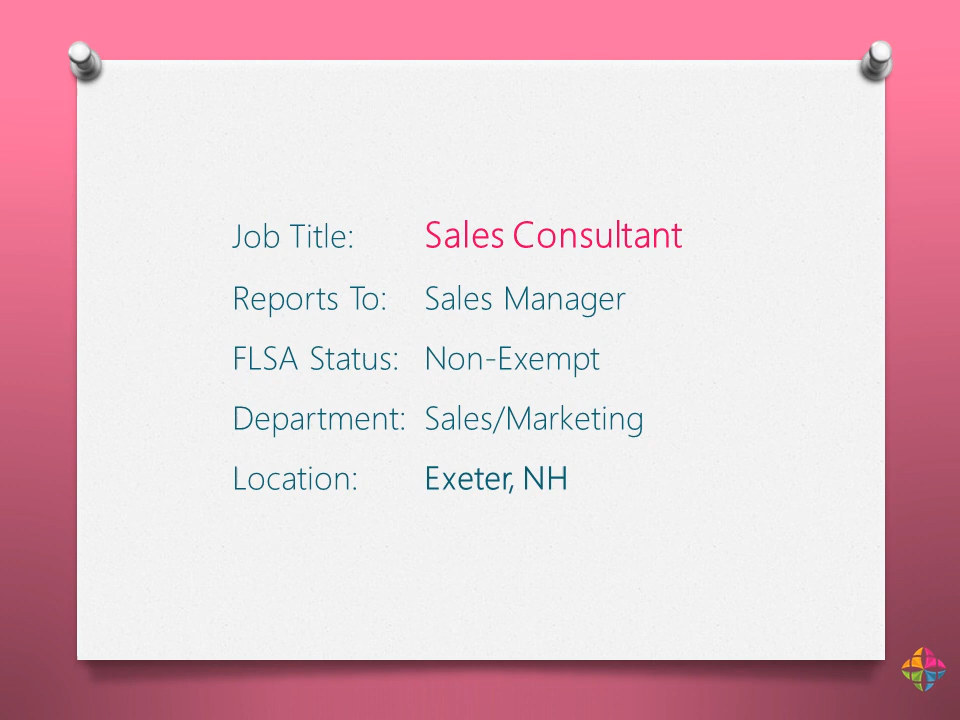 Job Title: Sales Consultant
Reports To: Sales Manager
FLSA Status: Non-Exempt
Department: Sales/Marketing
Location: Exeter, NH